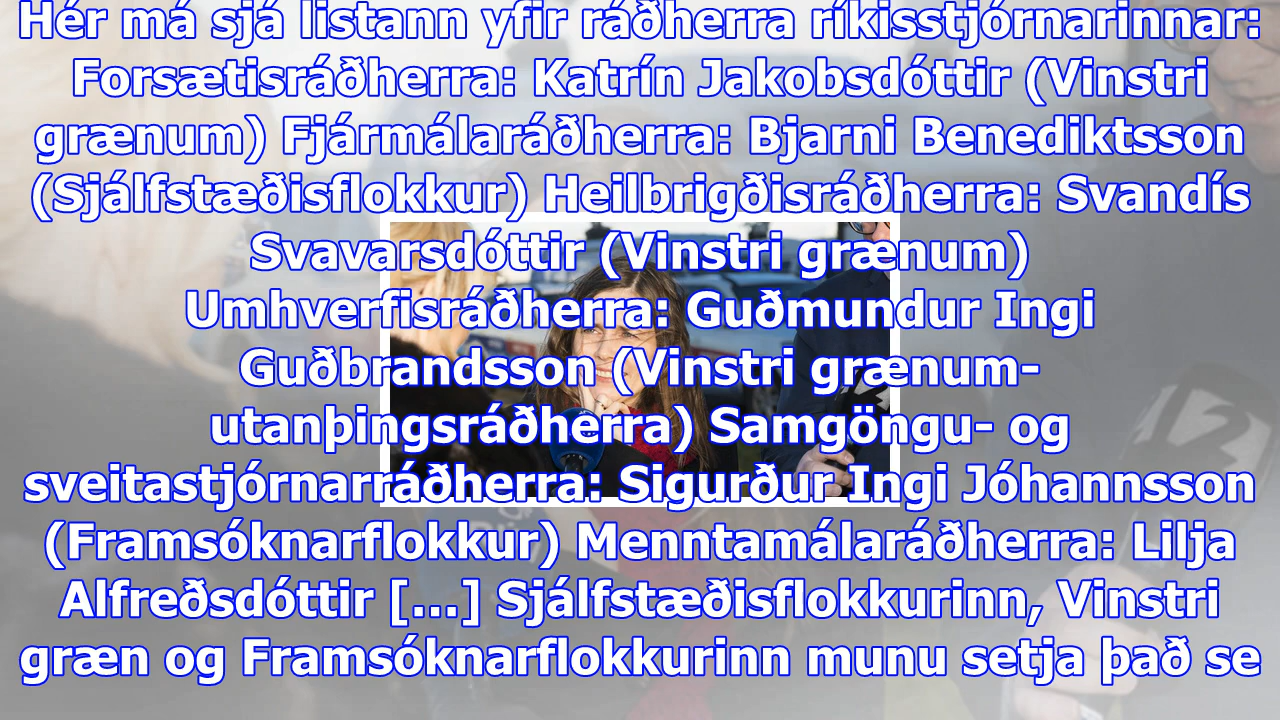 Hér má sjá listann yfir ráðherra ríkisstjórnarinnar:
Forsætisráðherra: Katrín Jakobsdóttir (Vinstri
grænum) Fjármálaráðherra: Bjarni Benediktsson
(Sjálfstæðisflokkur) Heilbrigðisráðherra: Svandís
Svavarsdóttir (Vinstri grænum)
Umhverfisráðherra: Guðmundur Ingi
Guðbrandsson (Vinstri grænum-
utanþingsráðherra) Samgöngu- og
sveitastjórnarráðherra: Sigurður Ingi Jóhannsson
(Framsóknarflokkur) Menntamálaráðherra: Lilja
Alfreðsdóttir [...] Sjálfstæðisflokkurinn, Vinstri
græn og Framsóknarflokkurinn munu setja það se